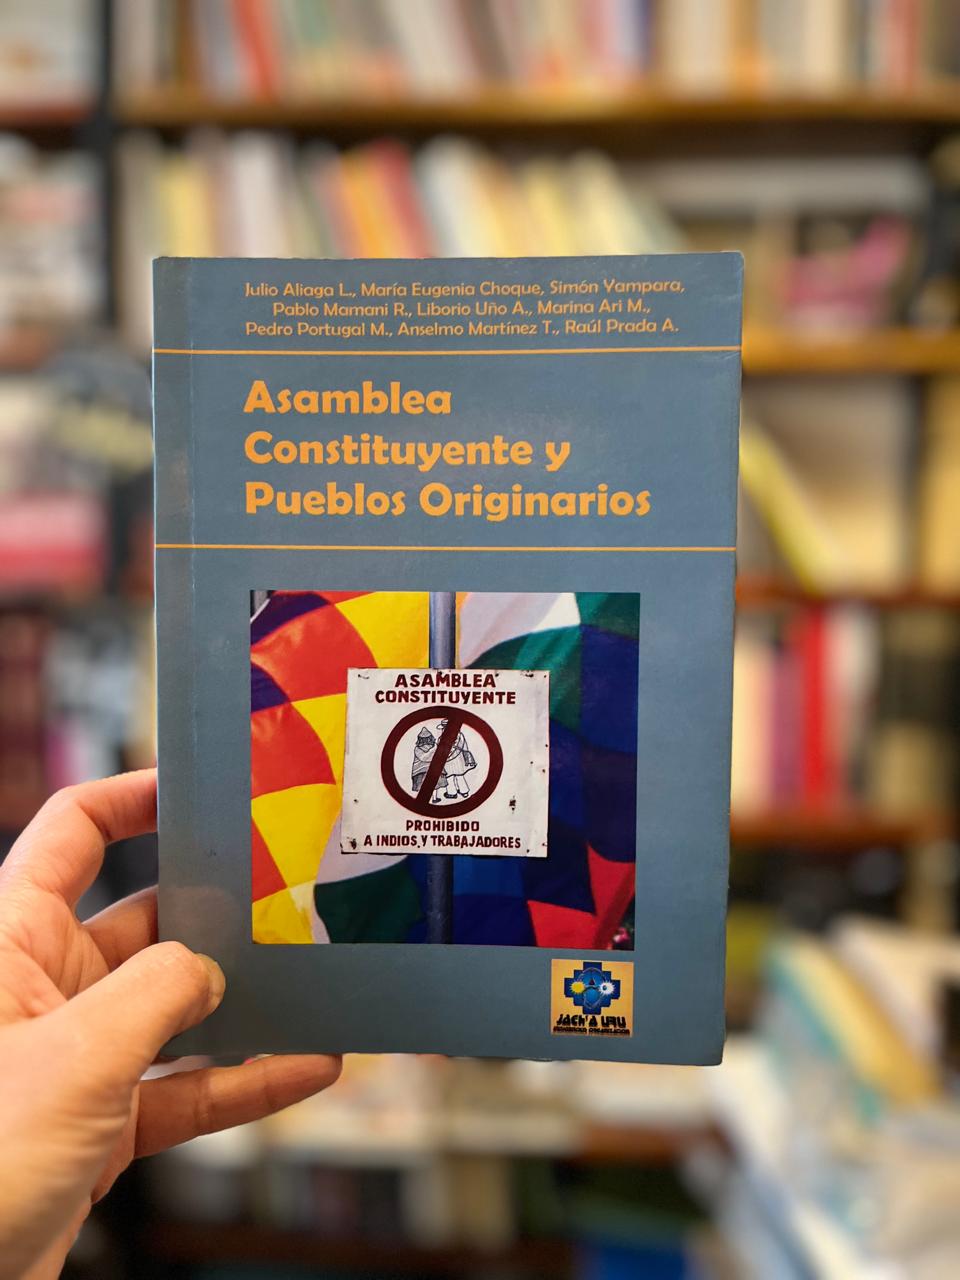 Julio Aliaga L., María Eugenia Choque, Simón Yampara,
Pablo Mamani R., Liborio Uño A., Marina Ari M.,
Pedro Portugal M., Anselmo Martínez T., Raúl Prada A.
Asamblea
Constituyente y
Pueblos Originarios
ASAMBLEA
CONSTITUYENTE
PROHIBIDO
A INDIOS Y TRABAJADORES
JACH'A URU